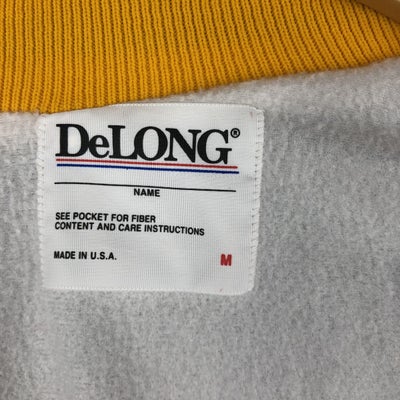 DeLONG®
NAME
SEE POCKET FOR FIBER
CONTENT AND CARE INSTRUCTIONS
MADE IN U.S.A. M